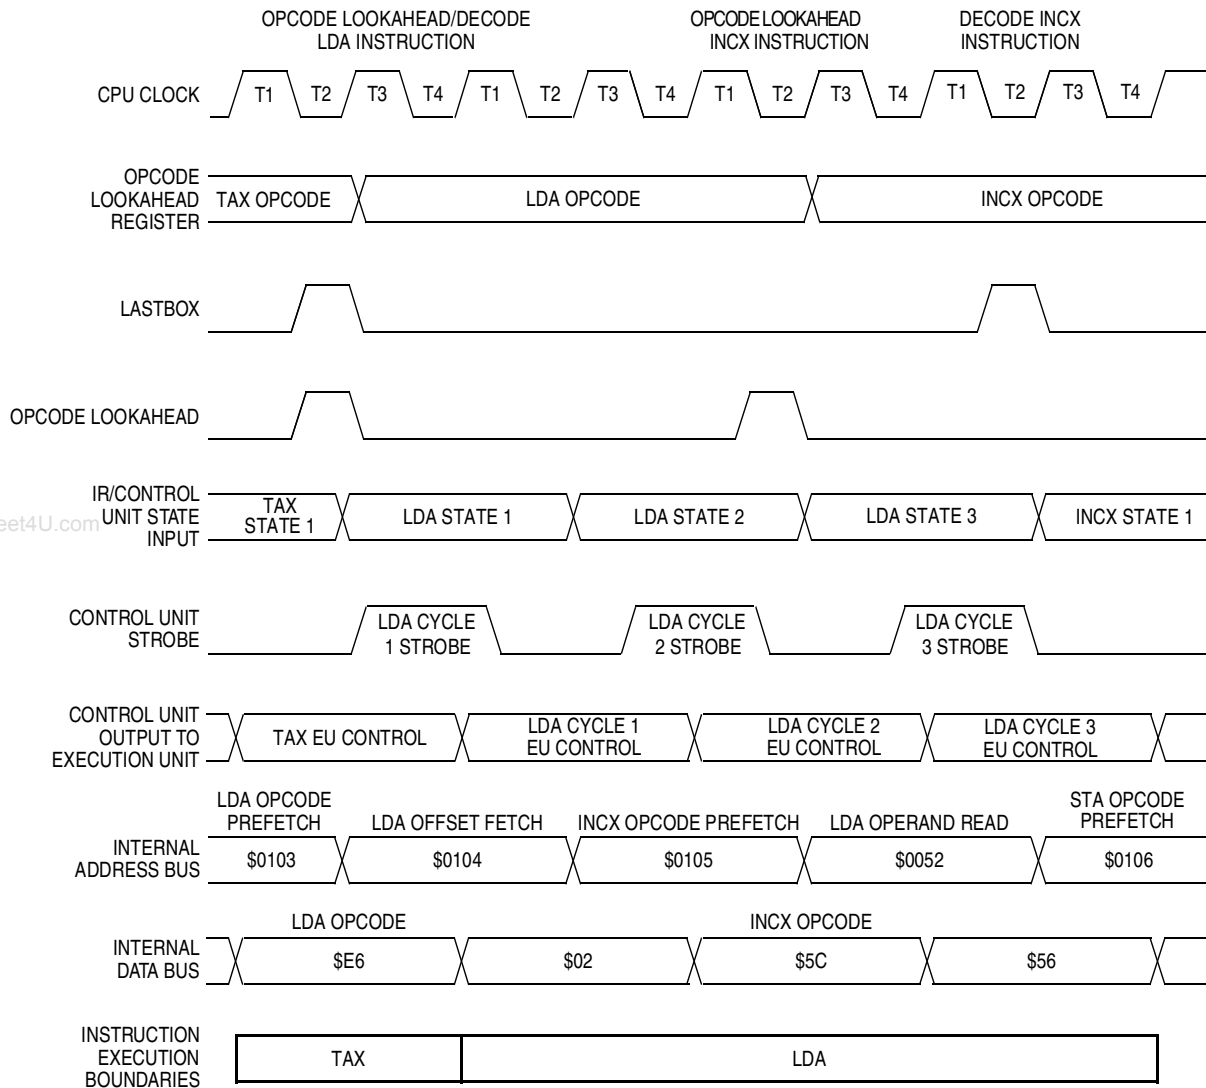 OPCODE LOOKAHEAD/DECODE
LDA INSTRUCTION
OPCODE LOOKAHEAD
INCX INSTRUCTION
DECODE INCX
INSTRUCTION
CPU CLOCK
T1 T2 T3 T4 T1 T2 T3 T4 T1 T2 T3 T4 T1 T2 T3 T4
OPCODE
LOOKAHEAD
REGISTER
TAX OPCODE
LDA OPCODE
INCX OPCODE
LASTBOX
OPCODE LOOKAHEAD
eet4U.com
IR/CONTROL
UNIT STATE
INPUT
TAX
STATE 1
LDA STATE 1
LDA STATE 2
LDA STATE 3
INCX STATE 1
CONTROL UNIT
STROBE
LDA CYCLE
1 STROBE
LDA CYCLE
2 STROBE
LDA CYCLE
3 STROBE
CONTROL UNIT
OUTPUT TO
EXECUTION UNIT
TAX EU CONTROL
LDA CYCLE 1
EU CONTROL
LDA CYCLE 2
EU CONTROL
LDA CYCLE 3
EU CONTROL
LDA OPCODE
PREFETCH
LDA OFFSET FETCH
INCX OPCODE PREFETCH
LDA OPERAND READ
STA OPCODE
PREFETCH
INTERNAL
ADDRESS BUS
$0103
$0104
$0105
$0052
$0106
LDA OPCODE
INCX OPCODE
INTERNAL
DATA BUS
$E6
$02
$5C
$56
INSTRUCTION
EXECUTION
BOUNDARIES
TAX
LDA